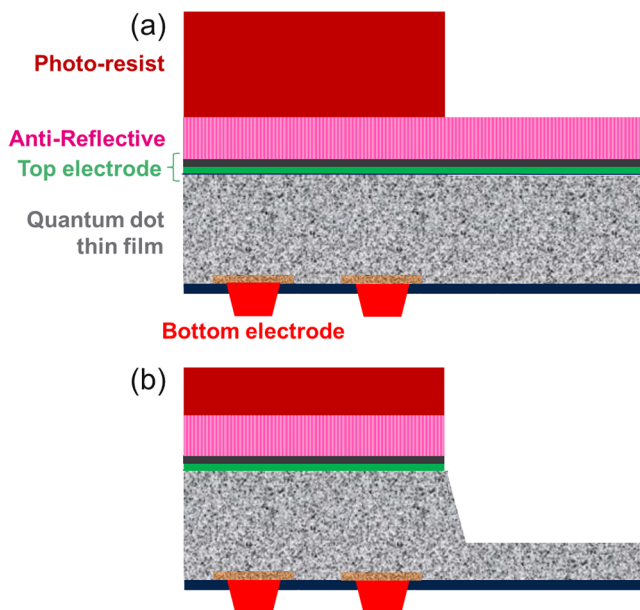 (a)
Photo-resist
Anti-Reflective
Top electrode
Quantum dot
thin film
Bottom electrode
(b)